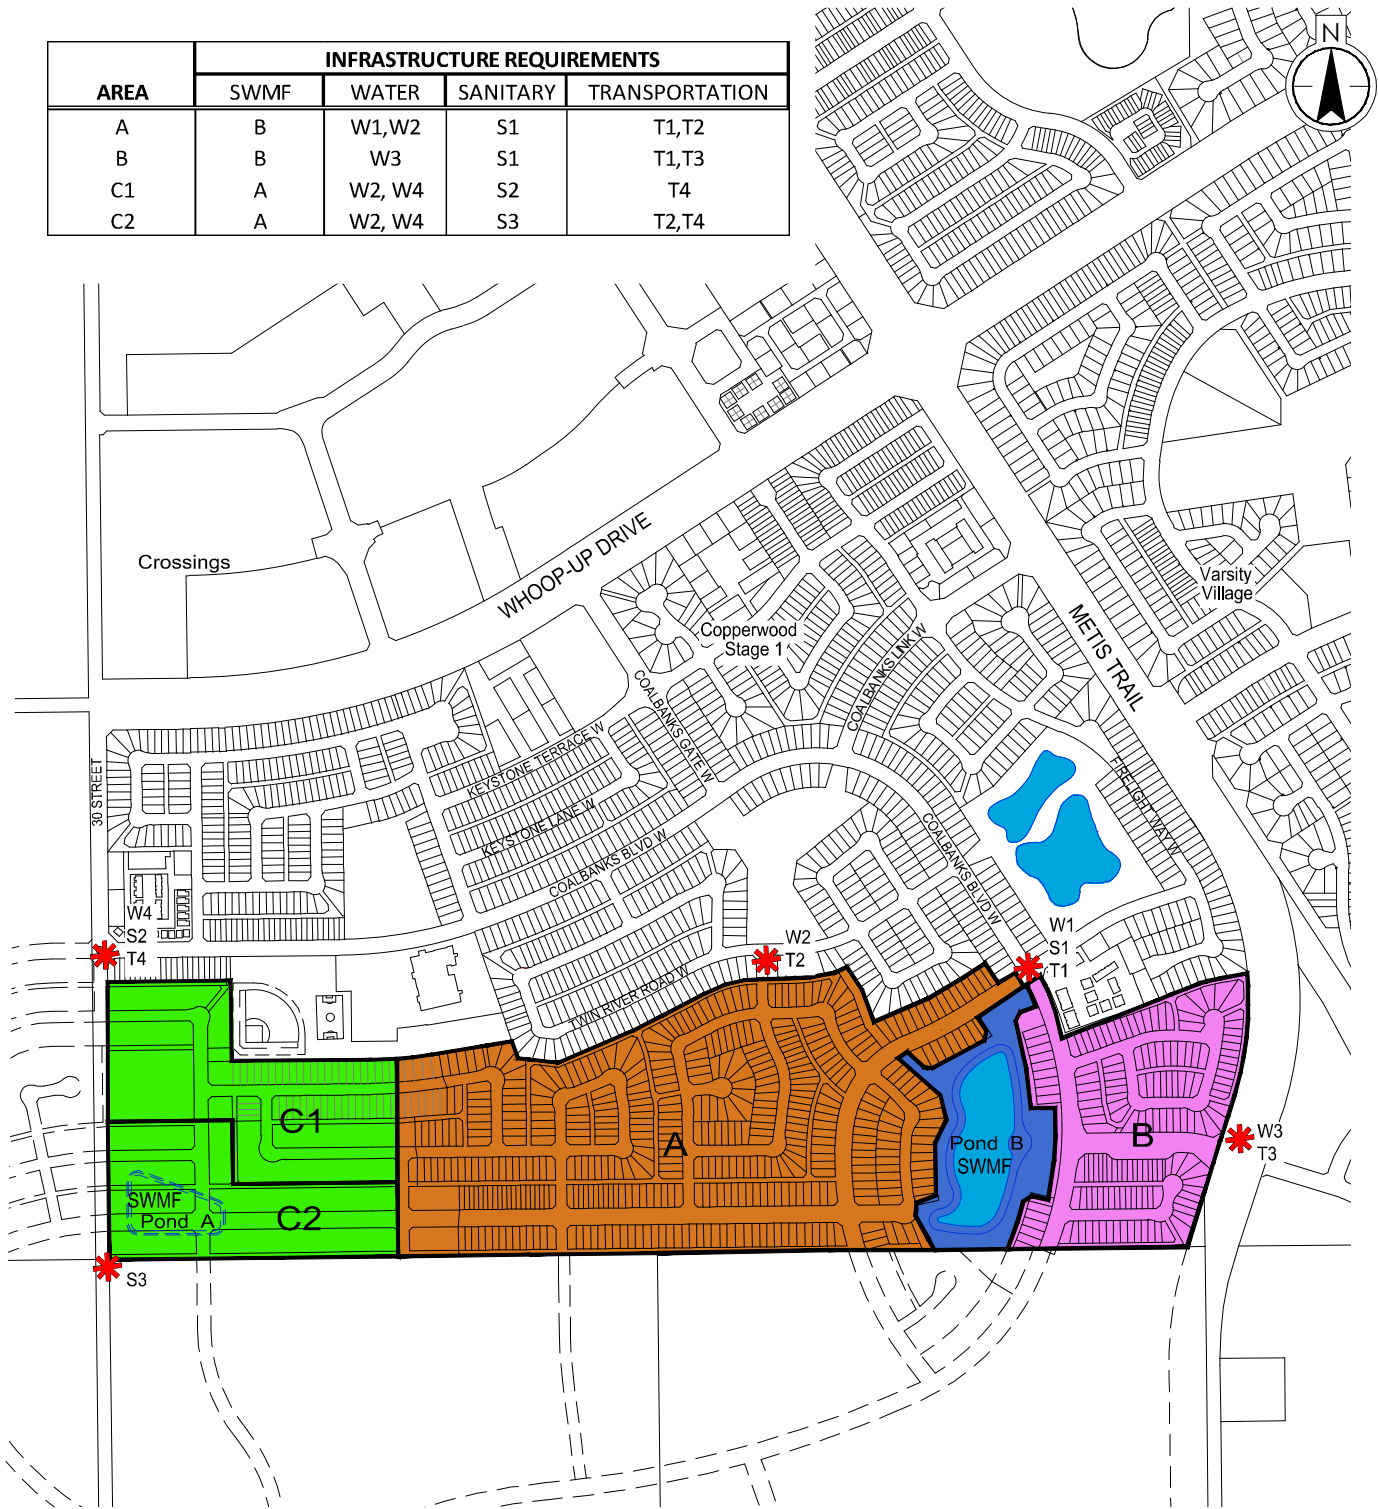 N
INFRASTRUCTURE REQUIREMENTS
AREA SWMF WATER SANITARY TRANSPORTATION
A B W1,W2 S1 T1,T2
B B W3 S1 T1,T3
C1 A W2, W4 S2 T4
C2 A W2, W4 S3 T2,T4
Crossings
WHOOP-UP DRIVE
Varsity
Village
METIS TRAIL
Copperwood
Stage 1
COALBANKS LNK W
COALBANKS GATE W
KEYSTONE TERRACE W
30 STREET
FIREIGHT WAY W
KEYSTONE LANE W
COALBANKS BLVD W
COALBANKS BLVD W
W4
S2
T4
W2
T2
W1
S1
T1
TWIN RIVER ROAD W
C1
A
B
Pond B
SWMF
W3
T3
SWMF
Pond A
C2
S3